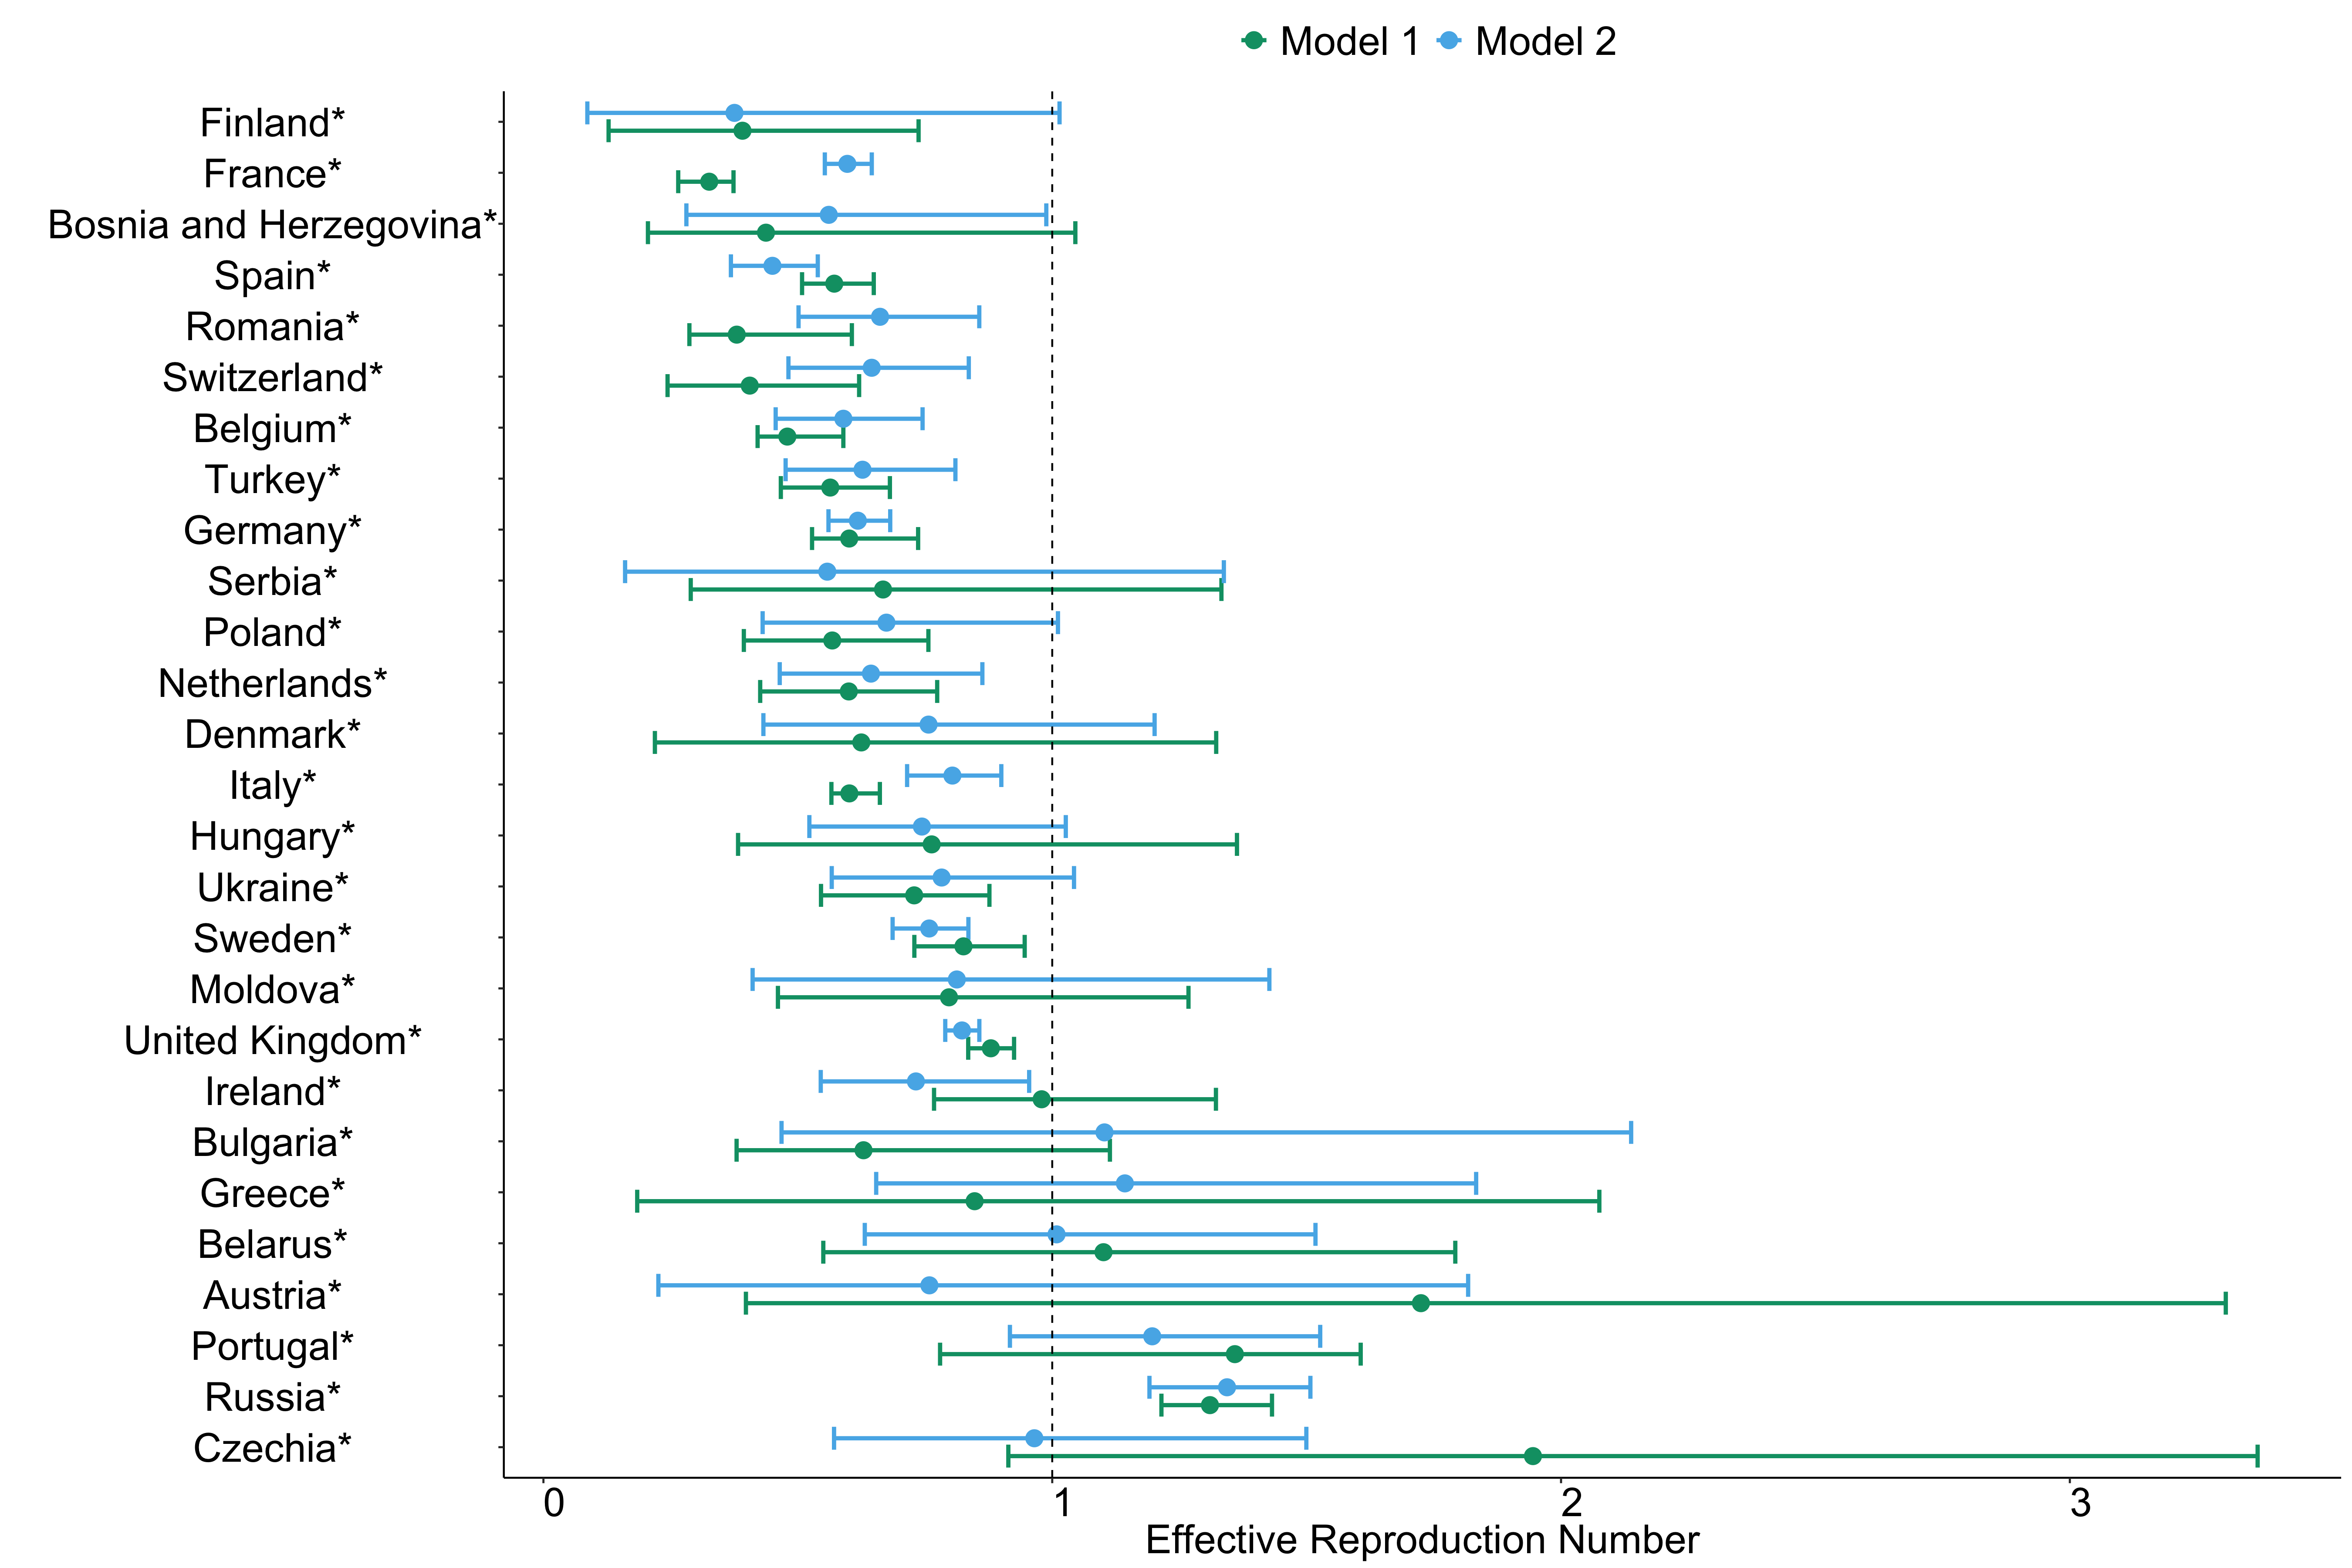 Model 1 Model 2
Finland*
France*
Bosnia and Herzegovina*
Spain*
Romania*
Switzerland*
Belgium*
Turkey*
Germany*
Serbia*
Poland*
Netherlands*
Denmark*
Italy*
Hungary*
Ukraine*
Sweden*
Moldova*
United Kingdom*
Ireland*
Bulgaria*
Greece*
Belarus*
Austria*
Portugal*
Russia*
Czechia*
0 1 2 3
Effective Reproduction Number